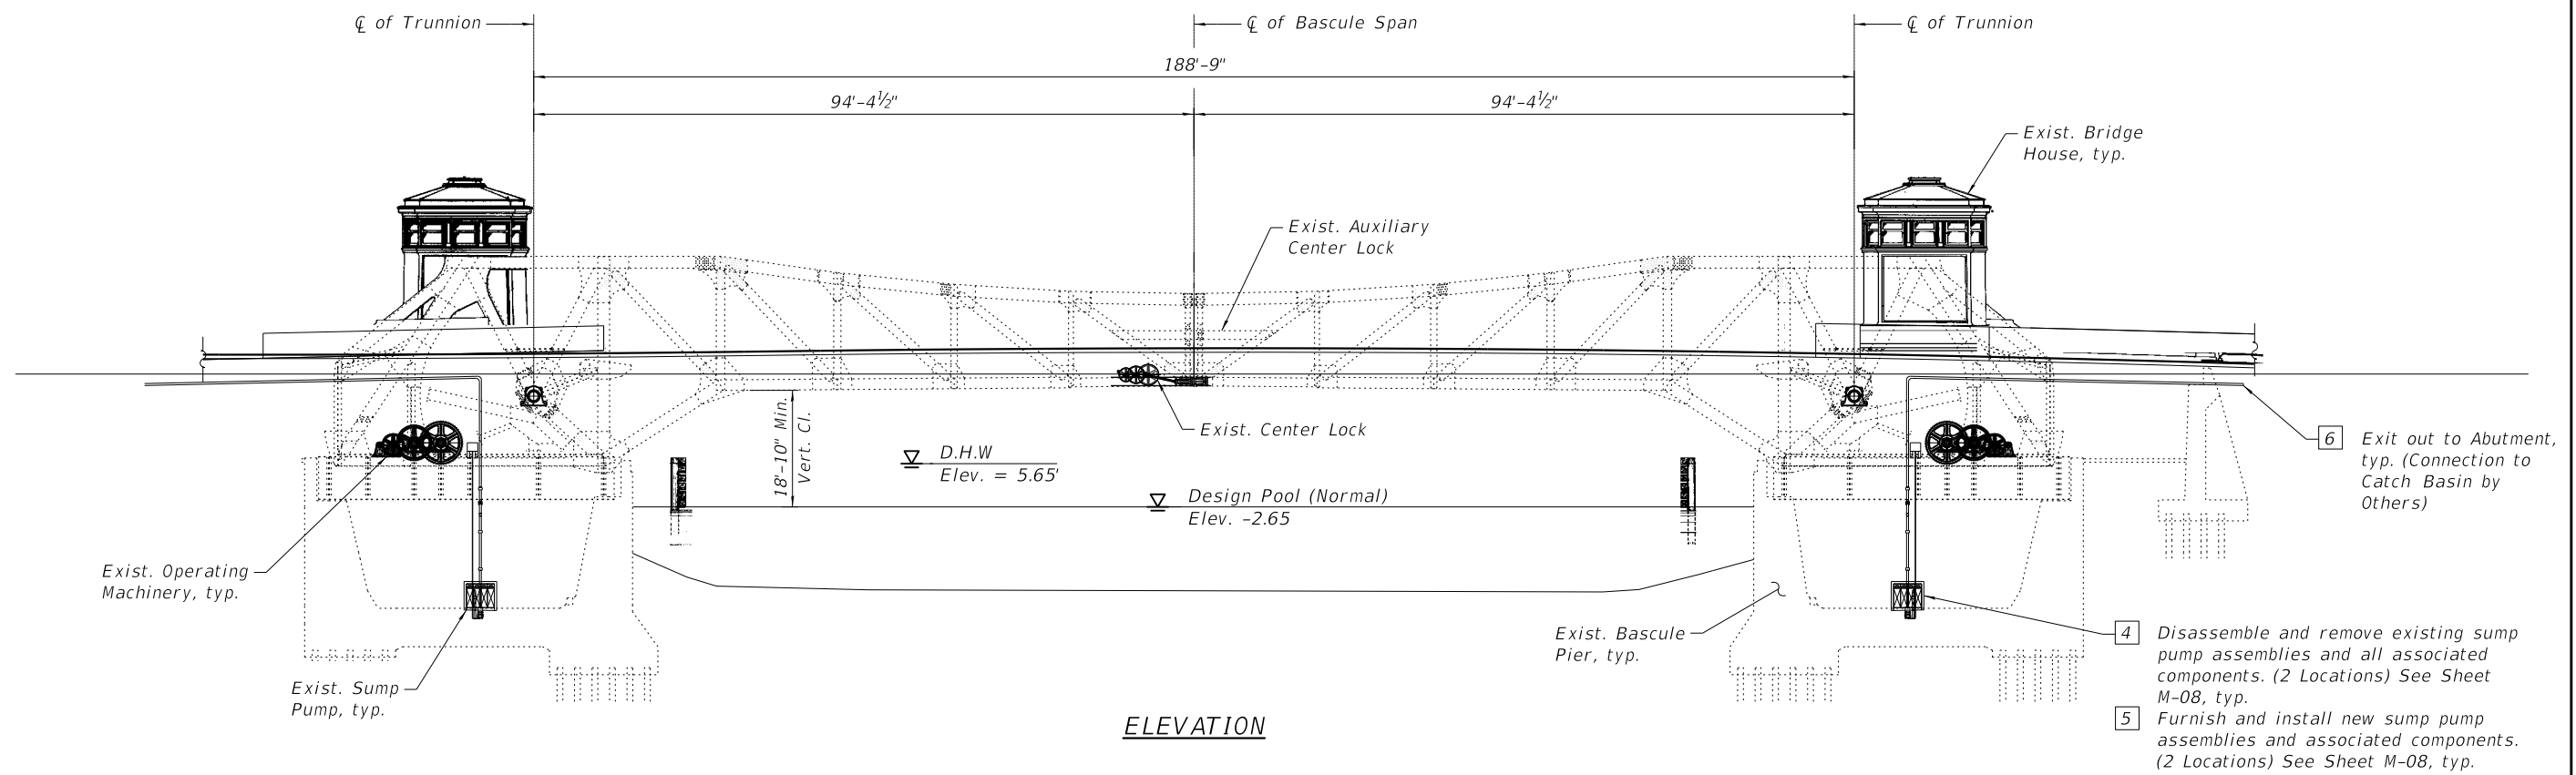 ℄ of Trunnion
℄ of Bascule Span
℄ of Trunnion
188'-9"
94'-4½"
94'-4½"
Exist. Bridge
House, typ.
Exist. Auxiliary
Center Lock
Exist. Center Lock
18'-10" Min.
Vert. Cl.
D.H.W
Elev. = 5.65'
Design Pool (Normal)
Elev. -2.65
6 Exit out to Abutment,
typ. (Connection to
Catch Basin by
Others)
Exist. Operating
Machinery, typ.
Exist. Sump
Pump, typ.
Exist. Bascule
Pier, typ.
4 Disassemble and remove existing sump
pump assemblies and all associated
components. (2 Locations) See Sheet
M-08, typ.
5 Furnish and install new sump pump
assemblies and associated components.
(2 Locations) See Sheet M-08, typ.
ELEVATION